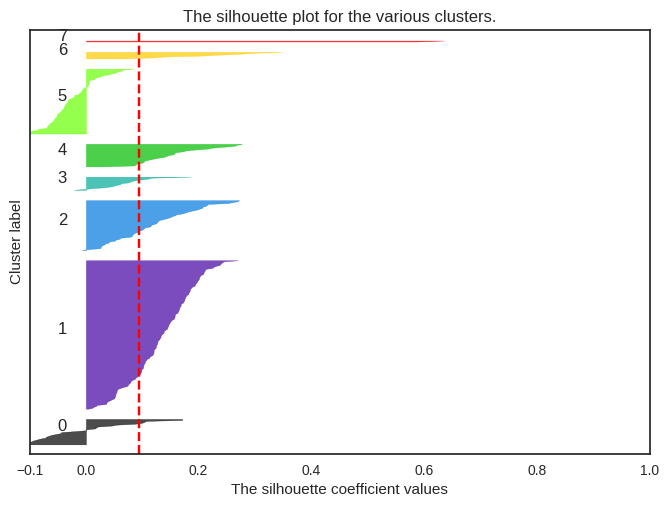 The silhouette plot for the various clusters.
7
6
5
4
3
2
1
0
Cluster label
−0.1 0.0 0.2 0.4 0.6 0.8 1.0
The silhouette coefficient values